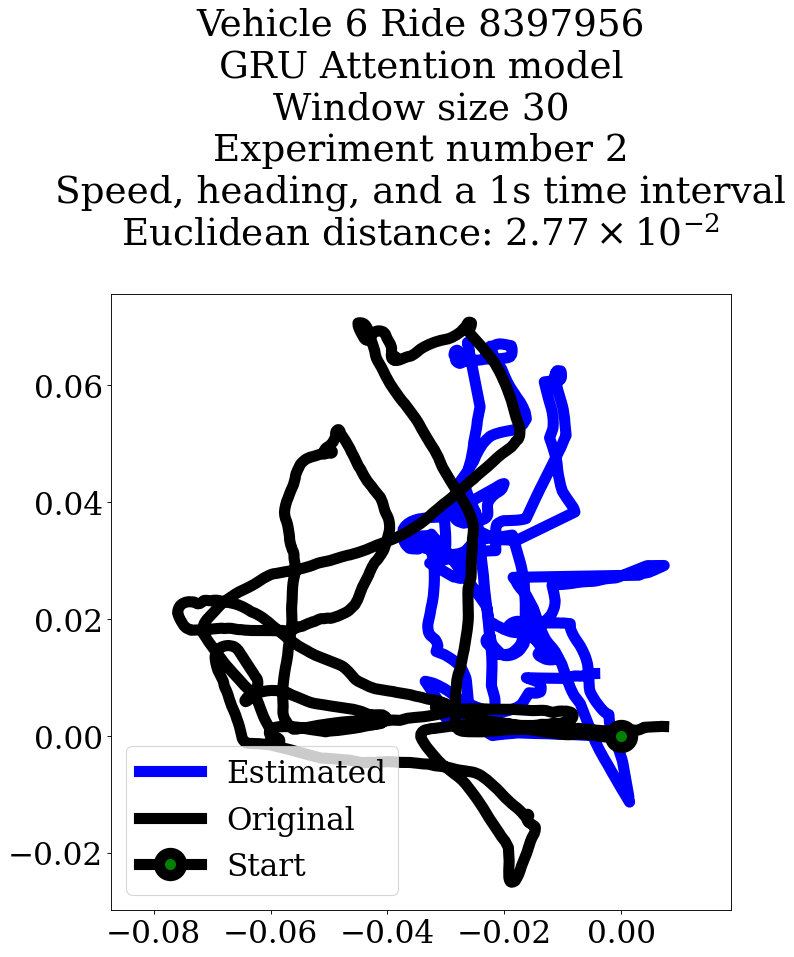 Vehicle 6 Ride 8397956
GRU Attention model
Window size 30
Experiment number 2
Speed, heading, and a 1s time interval
Euclidean distance: 2.77 × 10⁻²
0.06
0.04
0.02
0.00
−0.02
Estimated
Original
Start
−0.08 −0.06 −0.04 −0.02 0.00